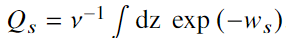 Q_s = ν^{-1} ∫ dz exp (−w_s)